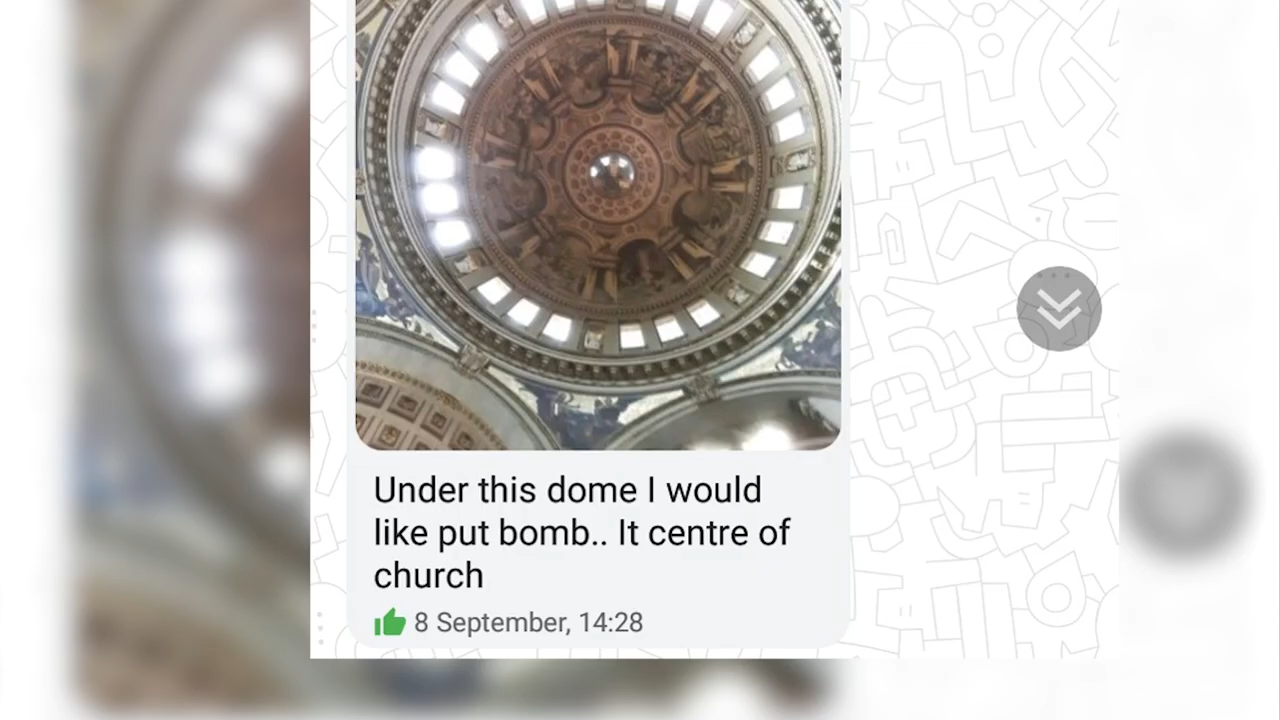 Under this dome I would
like put bomb.. It centre of
church
8 September, 14:28